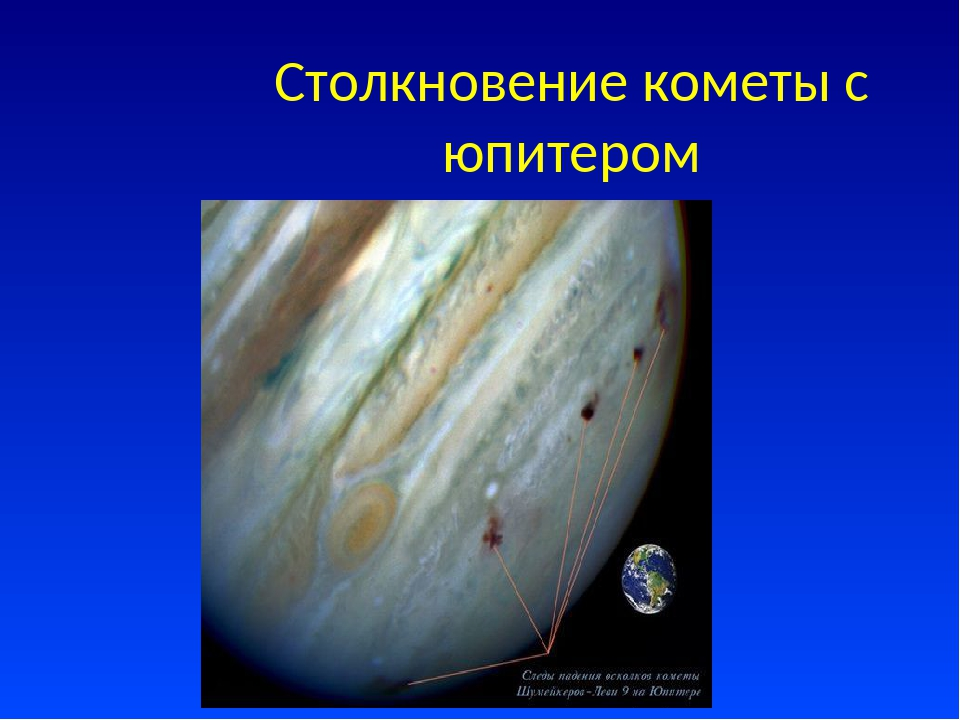 Столкновение кометы с
юпитером
Следы падения осколков кометы
Шумейкеров-Леви 9 на Юпитере